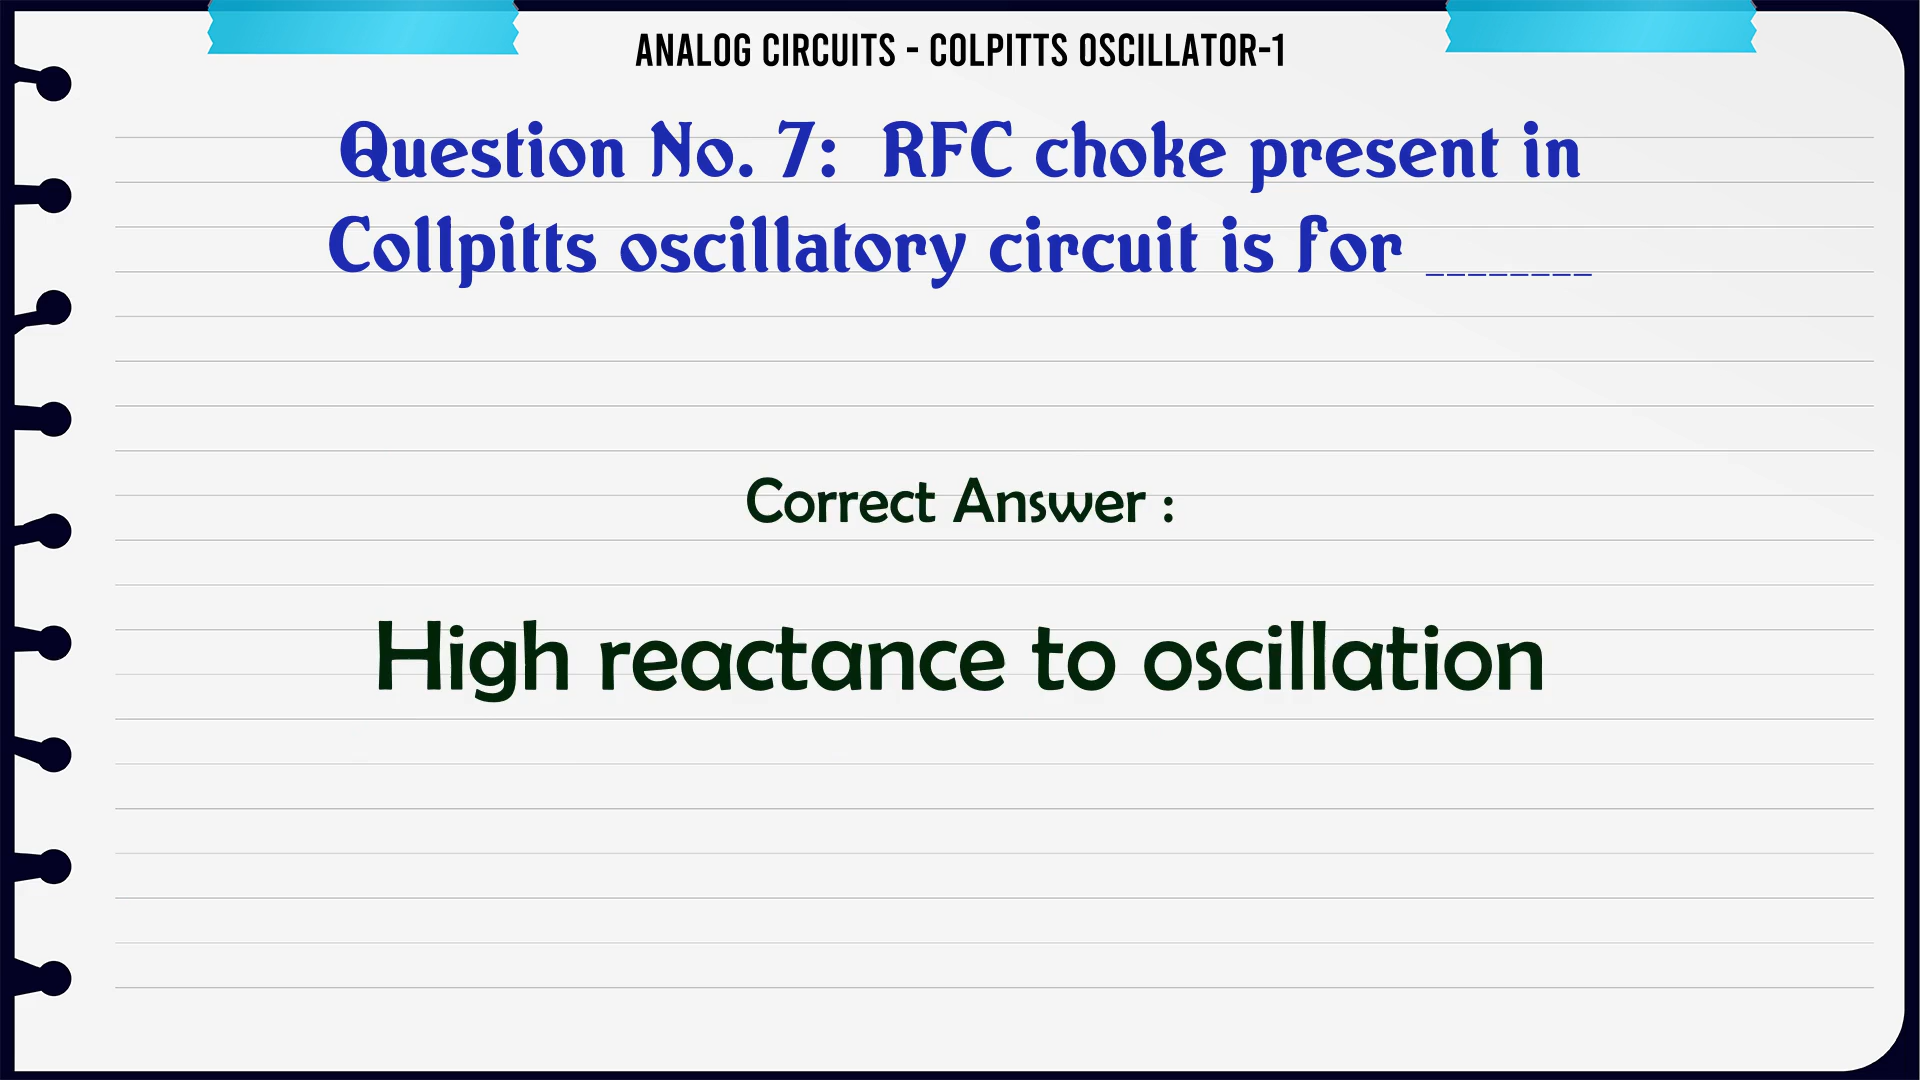 ANALOG CIRCUITS - COLPITTS OSCILLATOR-1
Question No. 7: RFC choke present in
Collpitts oscillatory circuit is for ________
Correct Answer :
High reactance to oscillation